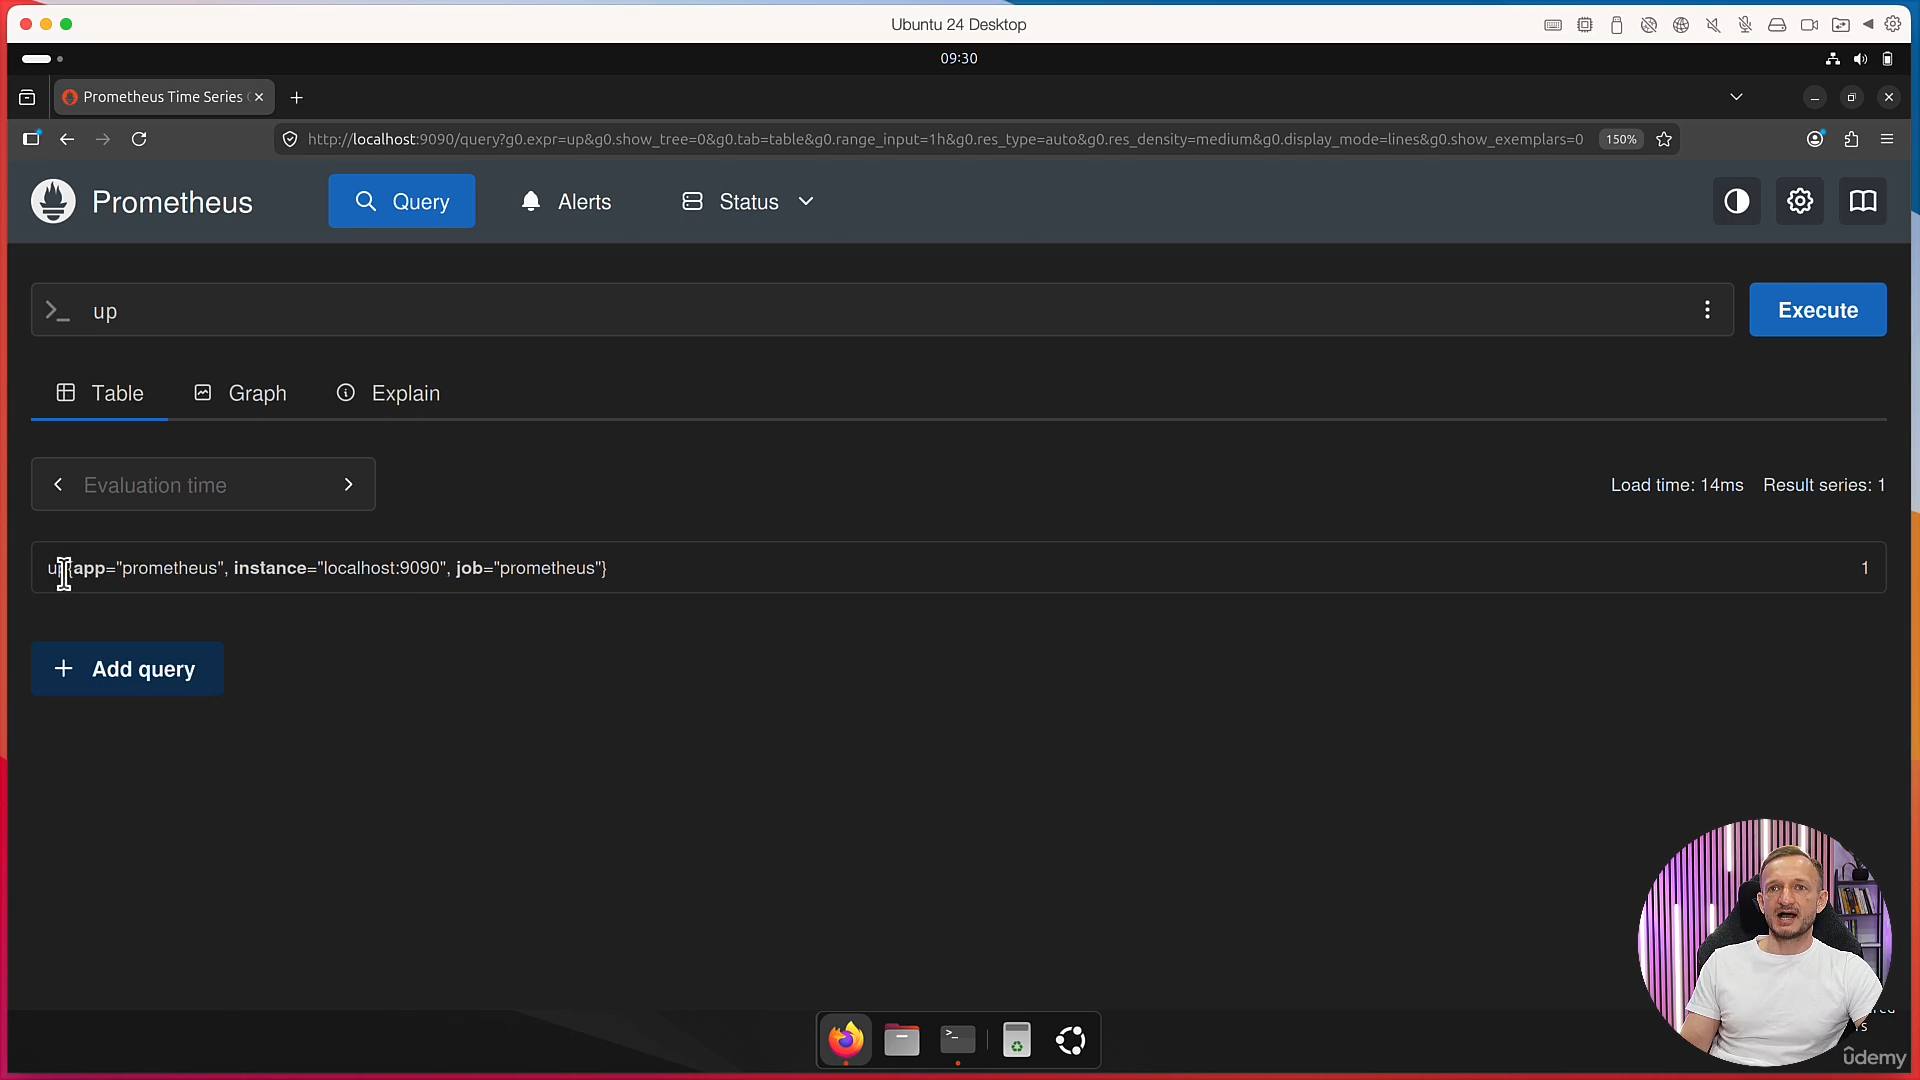 Ubuntu 24 Desktop
09:30
Prometheus Time Series
http://localhost:9090/query?g0.expr=up&g0.show_tree=0&g0.tab=table&g0.range_input=1h&g0.res_type=auto&g0.res_density=medium&g0.display_mode=lines&g0.show_exemplars=0
150%
Prometheus
Query
Alerts
Status
>_ up
Execute
Table
Graph
Explain
Evaluation time
Load time: 14ms Result series: 1
up{app="prometheus", instance="localhost:9090", job="prometheus"}
1
+ Add query
udemy